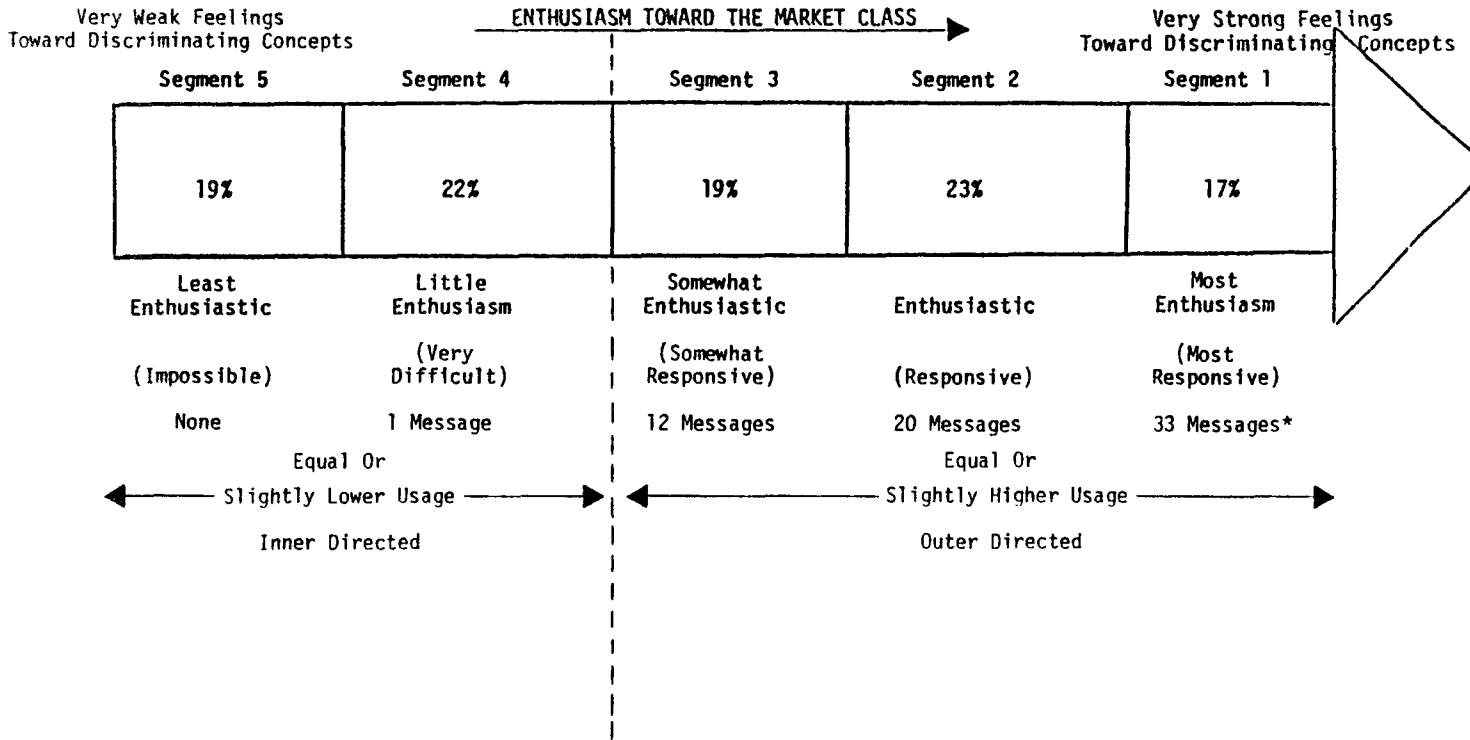 Very Weak Feelings
Toward Discriminating Concepts
ENTHUSIASM TOWARD THE MARKET CLASS
Very Strong Feelings
Toward Discriminating Concepts
Segment 5 Segment 4 Segment 3 Segment 2 Segment 1
19% 22% 19% 23% 17%
Least
Enthusiastic
Little
Enthusiasm
Somewhat
Enthusiastic
Enthusiastic
Most
Enthusiasm
(Impossible)
(Very
Difficult)
(Somewhat
Responsive)
(Responsive)
(Most
Responsive)
None 1 Message 12 Messages 20 Messages 33 Messages*
Equal Or
Slightly Lower Usage
Equal Or
Slightly Higher Usage
Inner Directed
Outer Directed